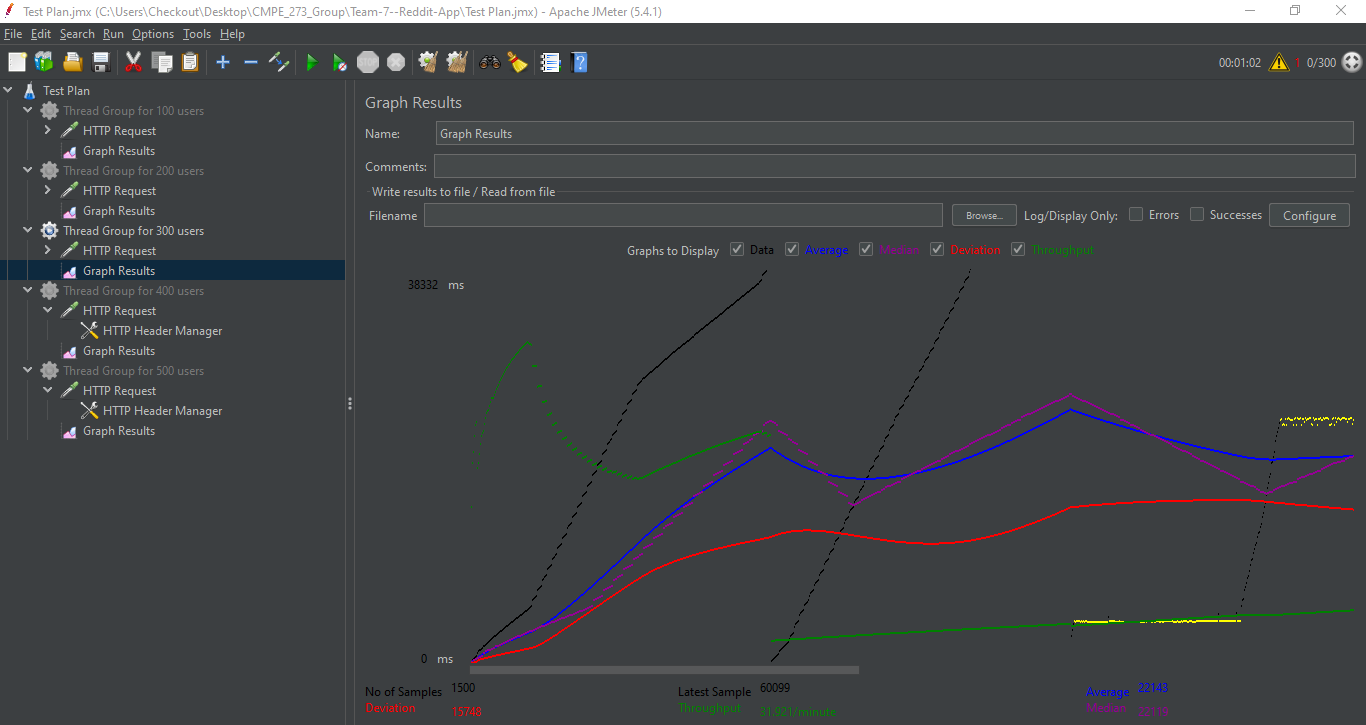 Test Plan.jmx (C:\Users\Checkout\Desktop\CMPE_273_Group\Team-7--Reddit-App\Test Plan.jmx) - Apache JMeter (5.4.1)
File Edit Search Run Options Tools Help
STOP
00:01:02 1 0/300
Test Plan
Thread Group for 100 users
HTTP Request
Graph Results
Thread Group for 200 users
HTTP Request
Graph Results
Thread Group for 300 users
HTTP Request
Graph Results
Thread Group for 400 users
HTTP Request
HTTP Header Manager
Graph Results
Thread Group for 500 users
HTTP Request
HTTP Header Manager
Graph Results
Graph Results
Name: Graph Results
Comments:
Write results to file / Read from file
Filename Browse... Log/Display Only: Errors Successes Configure
Graphs to Display Data Average Median Deviation Throughput
38332 ms
0 ms
No of Samples 1500 Latest Sample 60099 Average 22143
Deviation 15748 Throughput 31.921/minute Median